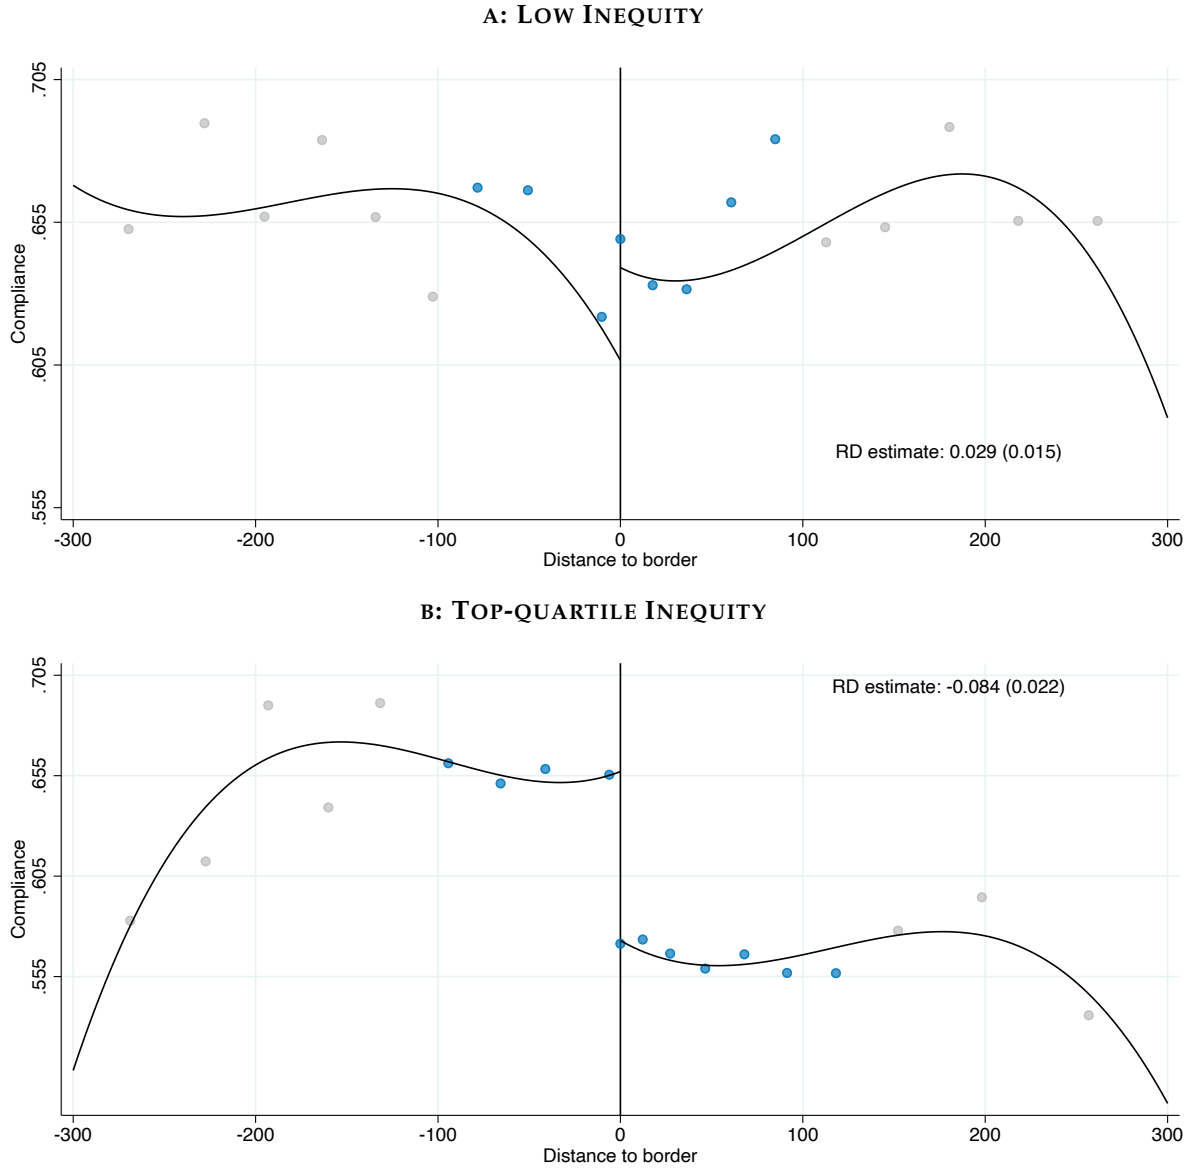 A: LOW INEQUITY
.705
.655
.605
.555
Compliance
RD estimate: 0.029 (0.015)
-300 -200 -100 0 100 200 300
Distance to border
B: TOP-QUARTILE INEQUITY
.705
RD estimate: -0.084 (0.022)
.655
.605
.555
Compliance
-300 -200 -100 0 100 200 300
Distance to border